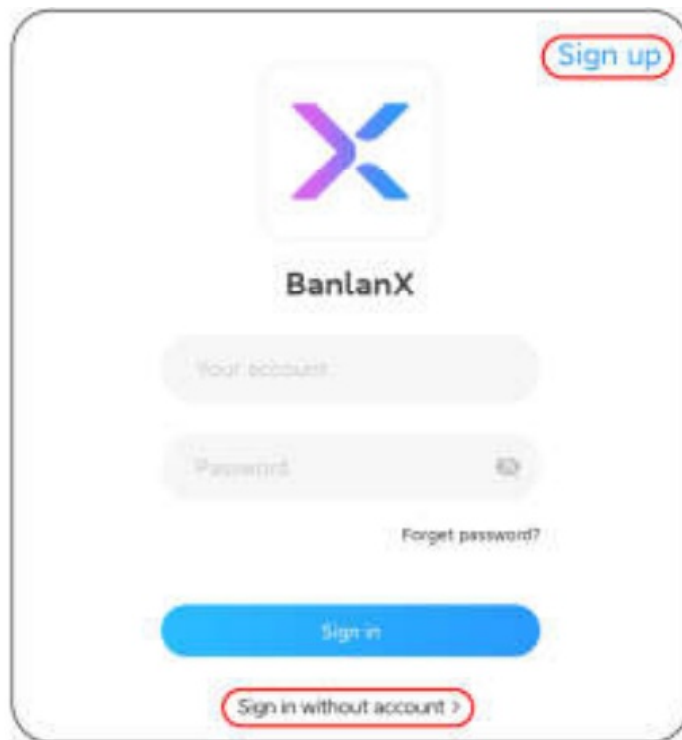 Sign up
BanlanX
Your account
Password
Forget password?
Sign in
Sign in without account >